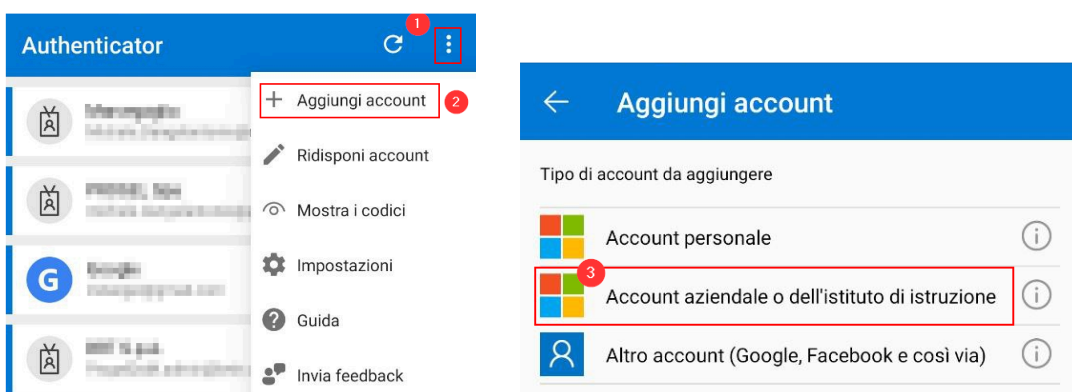 Authenticator
1
Aggiungi account
2
Ridisponi account
Mostra i codici
Impostazioni
G
Guida
Invia feedback
Aggiungi account
Tipo di account da aggiungere
Account personale
3
Account aziendale o dell'istituto di istruzione
Altro account (Google, Facebook e così via)